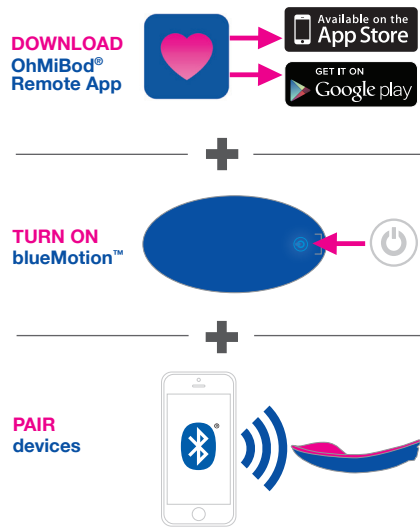 DOWNLOAD
OhMiBod®
Remote App
Available on the
App Store
GET IT ON
Google play
TURN ON
blueMotion™
PAIR
devices
®